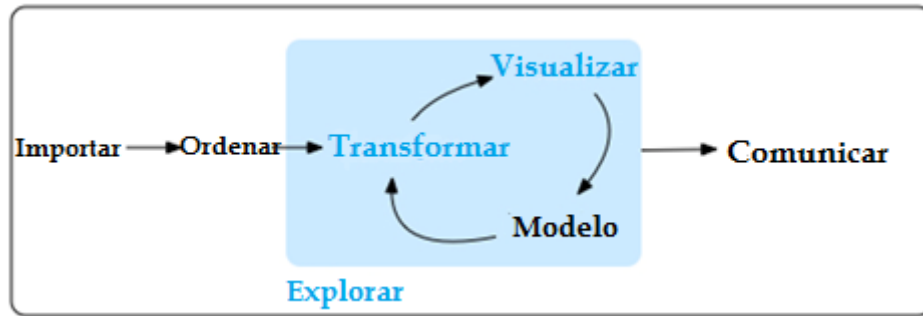 Visualizar
Importar
Ordenar
Transformar
Comunicar
Modelo
Explorar